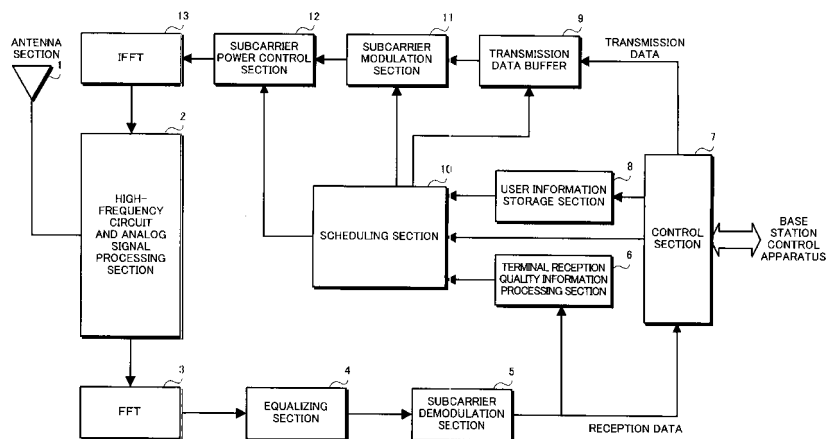 13
12
11
9
ANTENNA
SECTION
1
IFFT
SUBCARRIER
POWER CONTROL
SECTION
SUBCARRIER
MODULATION
SECTION
TRANSMISSION
DATA BUFFER
TRANSMISSION
DATA
2
HIGH-
FREQUENCY
CIRCUIT
AND ANALOG
SIGNAL
PROCESSING
SECTION
10
SCHEDULING SECTION
8
USER INFORMATION
STORAGE SECTION
6
TERMINAL RECEPTION
QUALITY INFORMATION
PROCESSING SECTION
7
CONTROL
SECTION
BASE
STATION
CONTROL
APPARATUS
3
FFT
4
EQUALIZING
SECTION
5
SUBCARRIER
DEMODULATION
SECTION
RECEPTION DATA